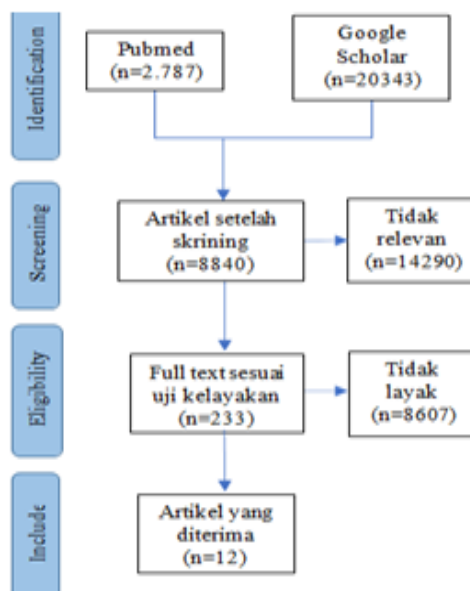 Identification
Pubmed
(n=2.787)
Google
Scholar
(n=20343)
Screening
Artikel setelah
skrining
(n=8840)
Tidak
relevan
(n=14290)
Eligibility
Full text sesuai
uji kelayakan
(n=233)
Tidak
layak
(n=8607)
Include
Artikel yang
diterima
(n=12)